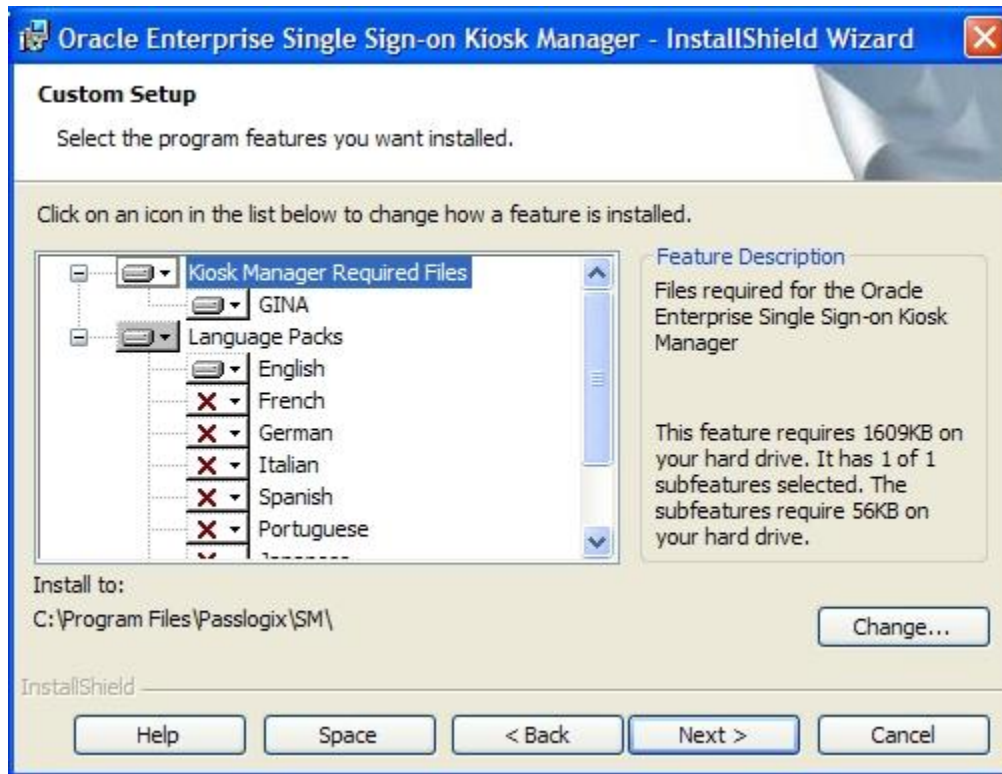 Oracle Enterprise Single Sign-on Kiosk Manager - InstallShield Wizard
Custom Setup
Select the program features you want installed.
Click on an icon in the list below to change how a feature is installed.
Kiosk Manager Required Files
GINA
Language Packs
English
French
German
Italian
Spanish
Portuguese
Feature Description
Files required for the Oracle
Enterprise Single Sign-on Kiosk
Manager
This feature requires 1609KB on
your hard drive. It has 1 of 1
subfeatures selected. The
subfeatures require 56KB on
your hard drive.
Install to:
C:\Program Files\Passlogix\SM\
Change...
InstallShield
Help
Space
< Back
Next >
Cancel